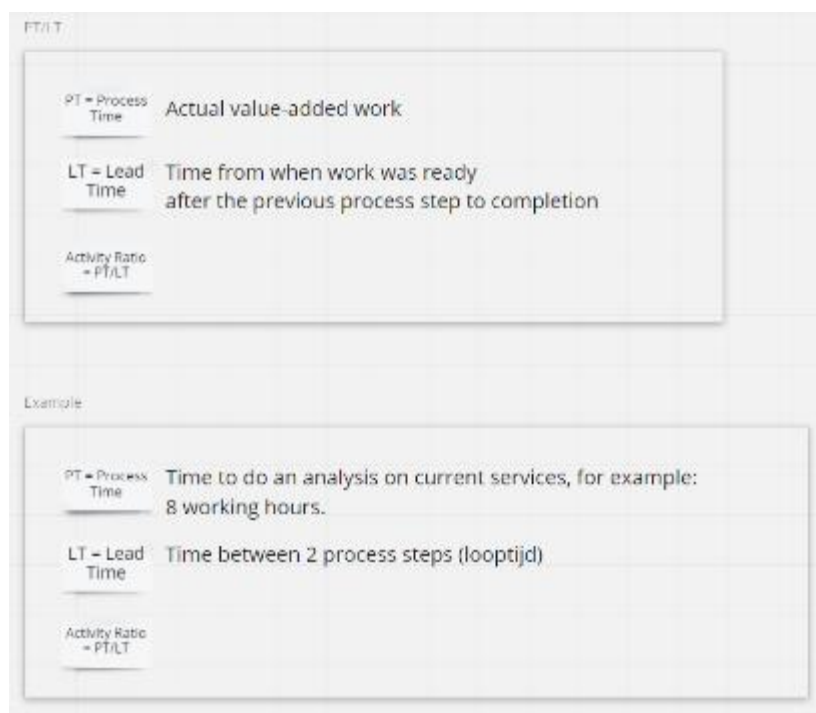 PT/LT
PT = Process
Time
Actual value-added work
LT = Lead
Time
Time from when work was ready
after the previous process step to completion
Activity Ratio
= PT/LT
Example
PT = Process
Time
Time to do an analysis on current services, for example:
8 working hours.
LT = Lead
Time
Time between 2 process steps (looptijd)
Activity Ratio
= PT/LT